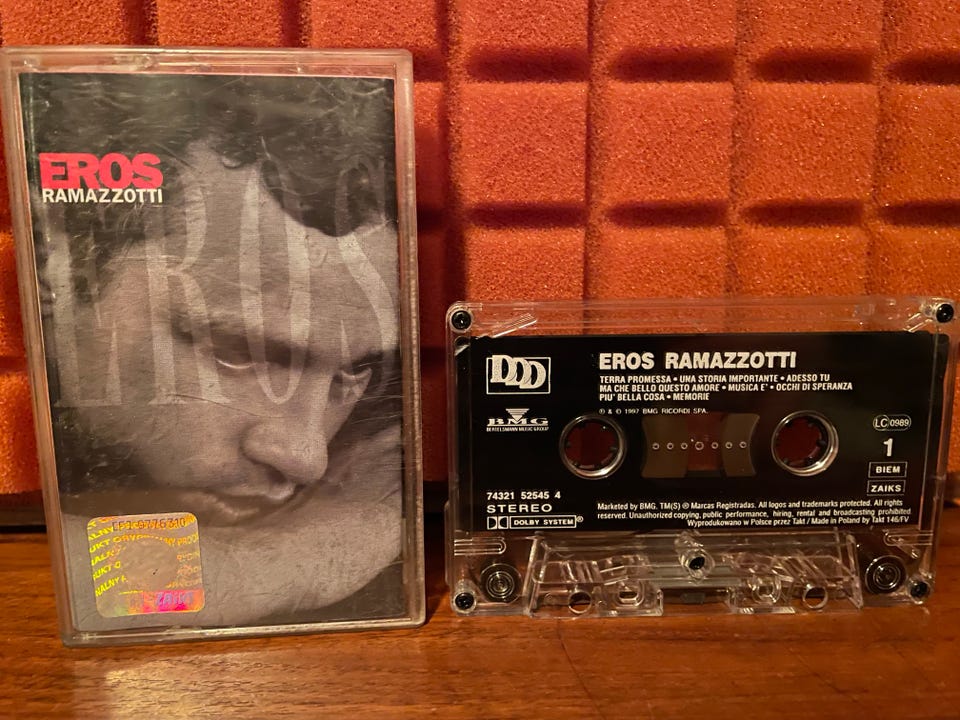 EROS
RAMAZZOTTI
EROS
ZAIKS
DDD
BMG
BERTELSMANN MUSIC GROUP
EROS RAMAZZOTTI
TERRA PROMESSA • UNA STORIA IMPORTANTE • ADESSO TU
MA CHE BELLO QUESTO AMORE • MUSICA E' • OCCHI DI SPERANZA
PIU' BELLA COSA • MEMORIE
℗ & © 1997 BMG RICORDI SPA.
LC 0989
1
BIEM
ZAIKS
74321 52545 4
STEREO
DOLBY SYSTEM®
Marketed by BMG. TM(S) ® Marcas Registradas. All logos and trademarks protected. All rights
reserved. Unauthorized copying, public performance, hiring, rental and broadcasting prohibited.
Wyprodukowano w Polsce przez Takt / Made in Poland by Takt 146/FV